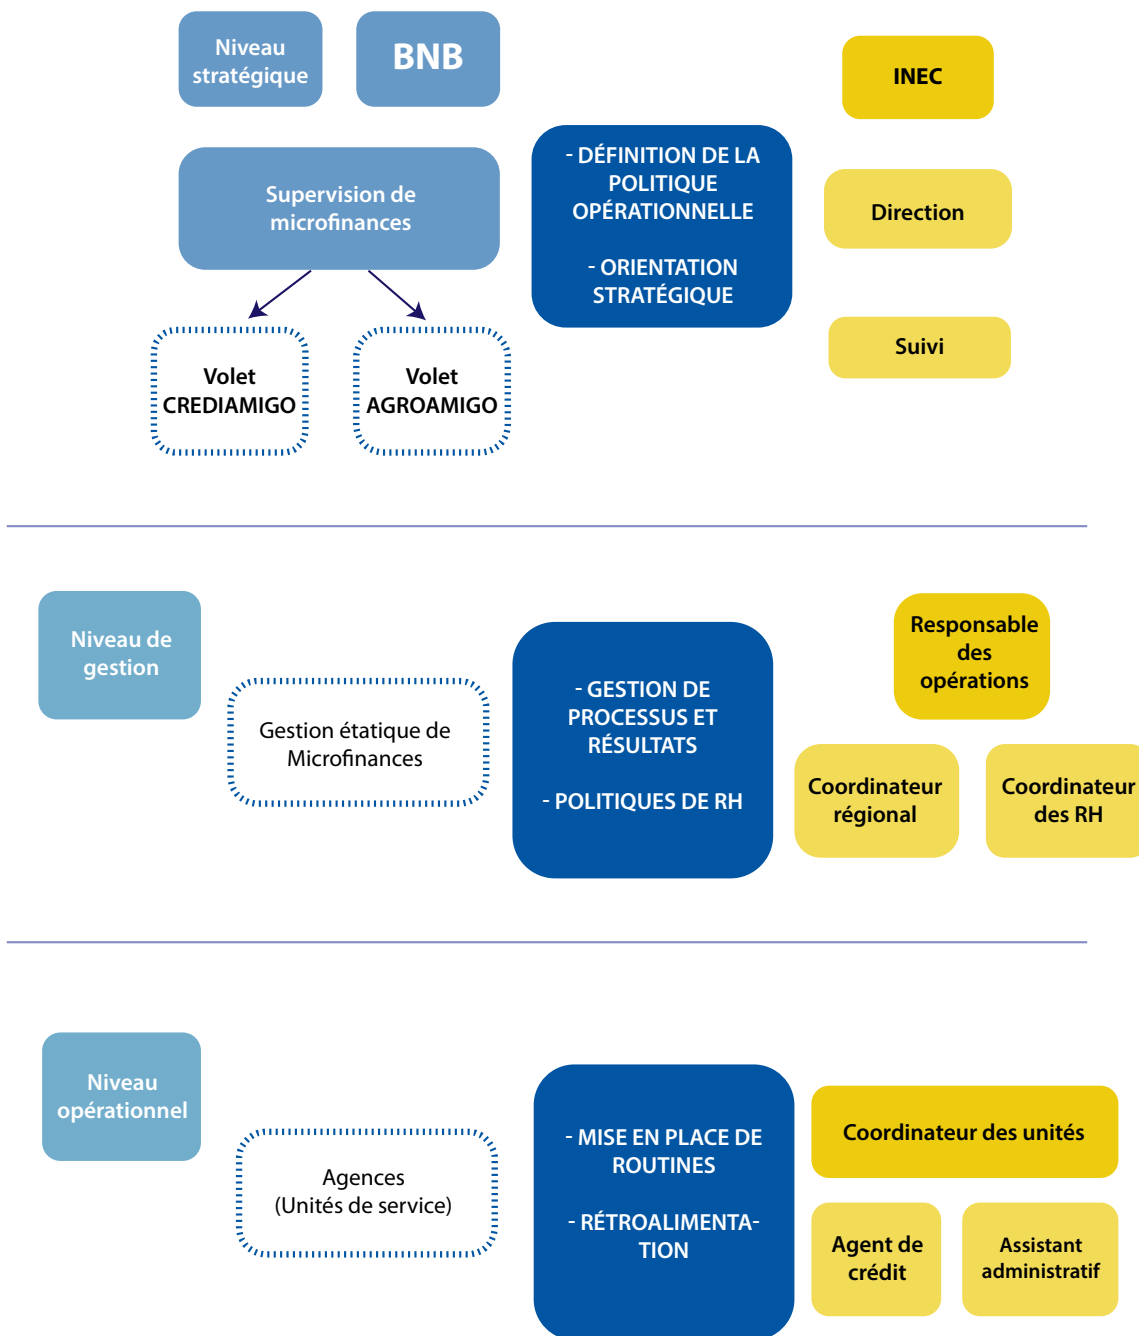 Niveau
stratégique
BNB
INEC
Supervision de
microfinances
- DÉFINITION DE LA
POLITIQUE
OPÉRATIONNELLE
- ORIENTATION
STRATÉGIQUE
Direction
Suivi
Volet
CREDIAMIGO
Volet
AGROAMIGO
Niveau de
gestion
Gestion étatique de
Microfinances
- GESTION DE
PROCESSUS ET
RÉSULTATS
- POLITIQUES DE RH
Responsable
des
opérations
Coordinateur
régional
Coordinateur
des RH
Niveau
opérationnel
Agences
(Unités de service)
- MISE EN PLACE DE
ROUTINES
- RÉTROALIMENTA-
TION
Coordinateur des unités
Agent de
crédit
Assistant
administratif